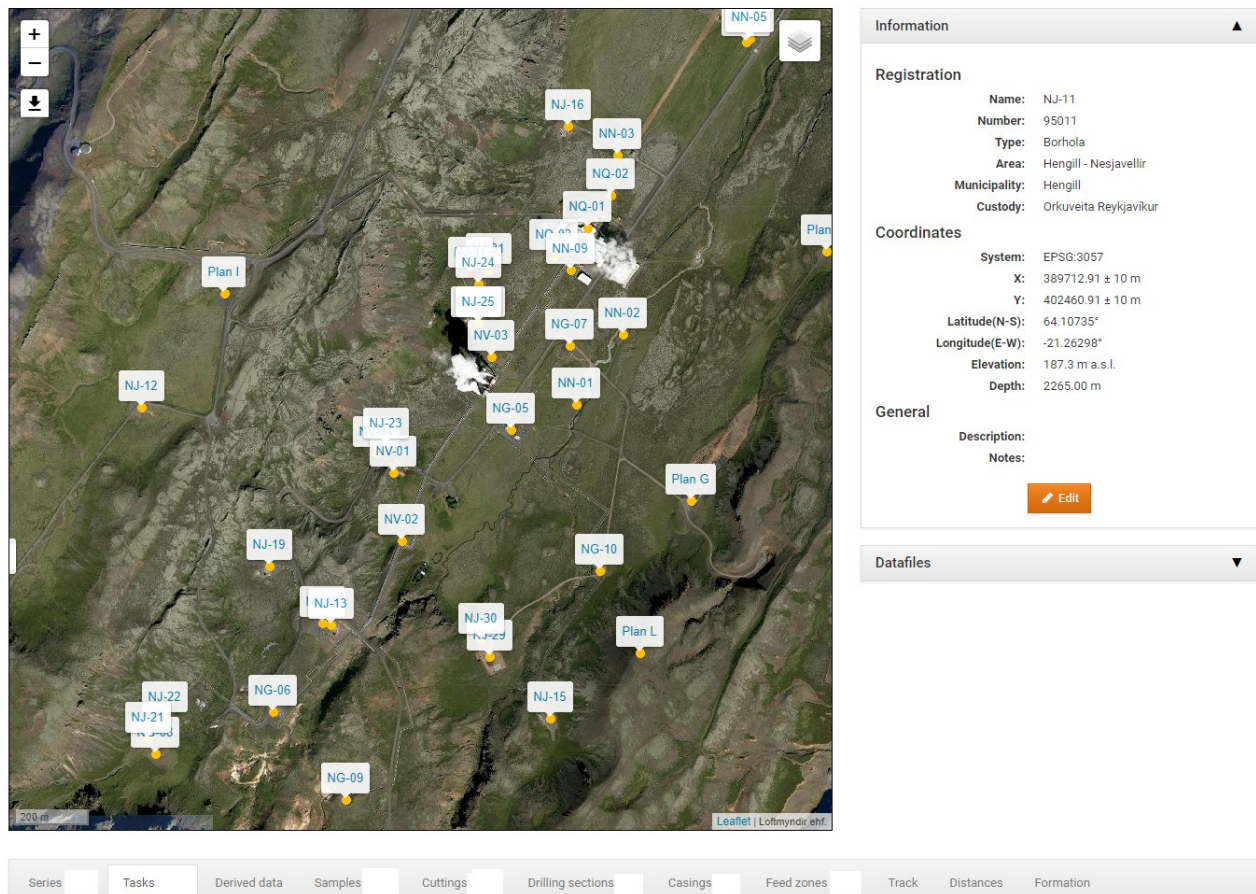 +
−
NN-05
NJ-16
NN-03
NQ-02
NQ-01
NN-09
Plan
Plan I
NJ-24
NJ-25
NG-07
NN-02
NV-03
NJ-12
NN-01
NG-05
NJ-23
NV-01
Plan G
NV-02
NJ-19
NG-10
NJ-13
NJ-30
NJ-29
Plan L
NJ-22
NG-06
NJ-15
NJ-21
NG-09
200 m
Leaflet | Loftmyndir ehf.
Information ▲
Registration
Name: NJ-11
Number: 95011
Type: Borhola
Area: Hengill - Nesjavellir
Municipality: Hengill
Custody: Orkuveita Reykjavíkur
Coordinates
System: EPSG:3057
X: 389712.91 ± 10 m
Y: 402460.91 ± 10 m
Latitude(N-S): 64.10735°
Longitude(E-W): -21.26298°
Elevation: 187.3 m a.s.l.
Depth: 2265.00 m
General
Description:
Notes:
Edit
Datafiles ▼
Series Tasks Derived data Samples Cuttings Drilling sections Casings Feed zones Track Distances Formation